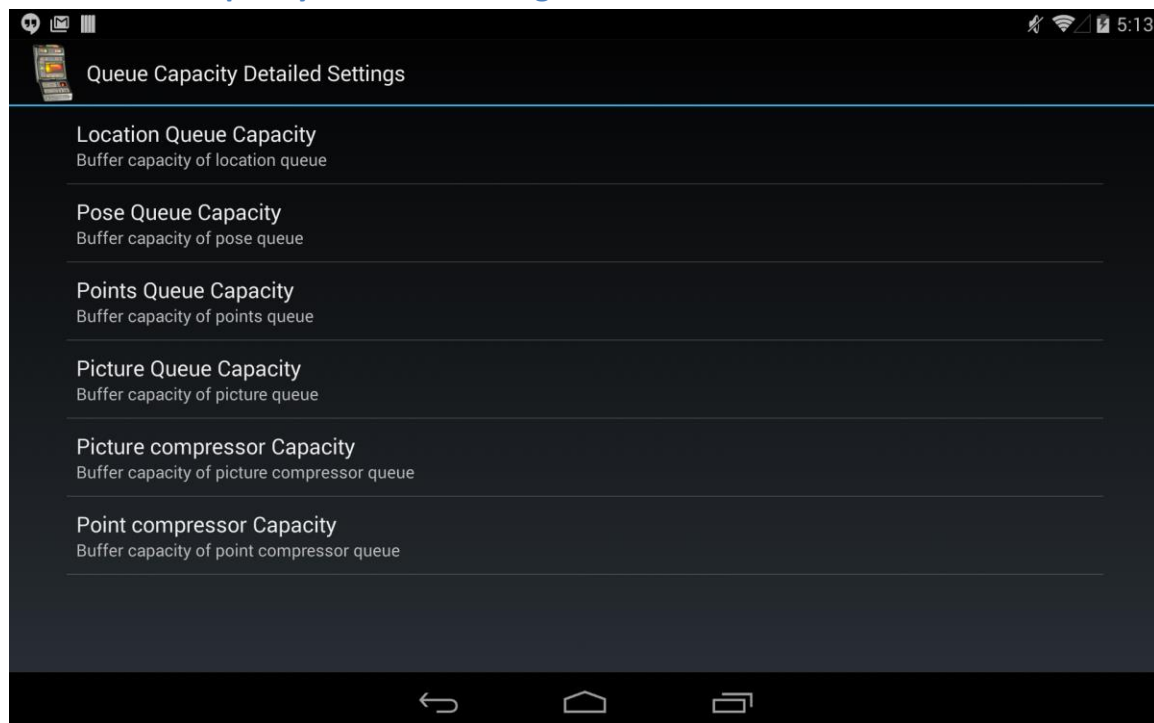 5:13
Queue Capacity Detailed Settings
Location Queue Capacity
Buffer capacity of location queue
Pose Queue Capacity
Buffer capacity of pose queue
Points Queue Capacity
Buffer capacity of points queue
Picture Queue Capacity
Buffer capacity of picture queue
Picture compressor Capacity
Buffer capacity of picture compressor queue
Point compressor Capacity
Buffer capacity of point compressor queue